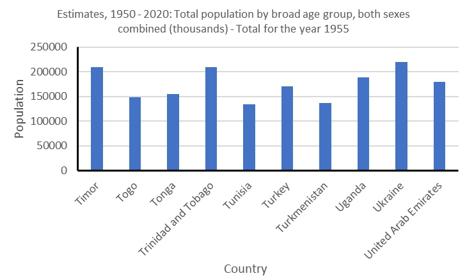 Estimates, 1950 - 2020: Total population by broad age group, both sexes
combined (thousands) - Total for the year 1955
250000
200000
150000
100000
50000
0
Population
Timor
Togo
Tonga
Trinidad and Tobago
Tunisia
Turkey
Turkmenistan
Uganda
Ukraine
United Arab Emirates
Country